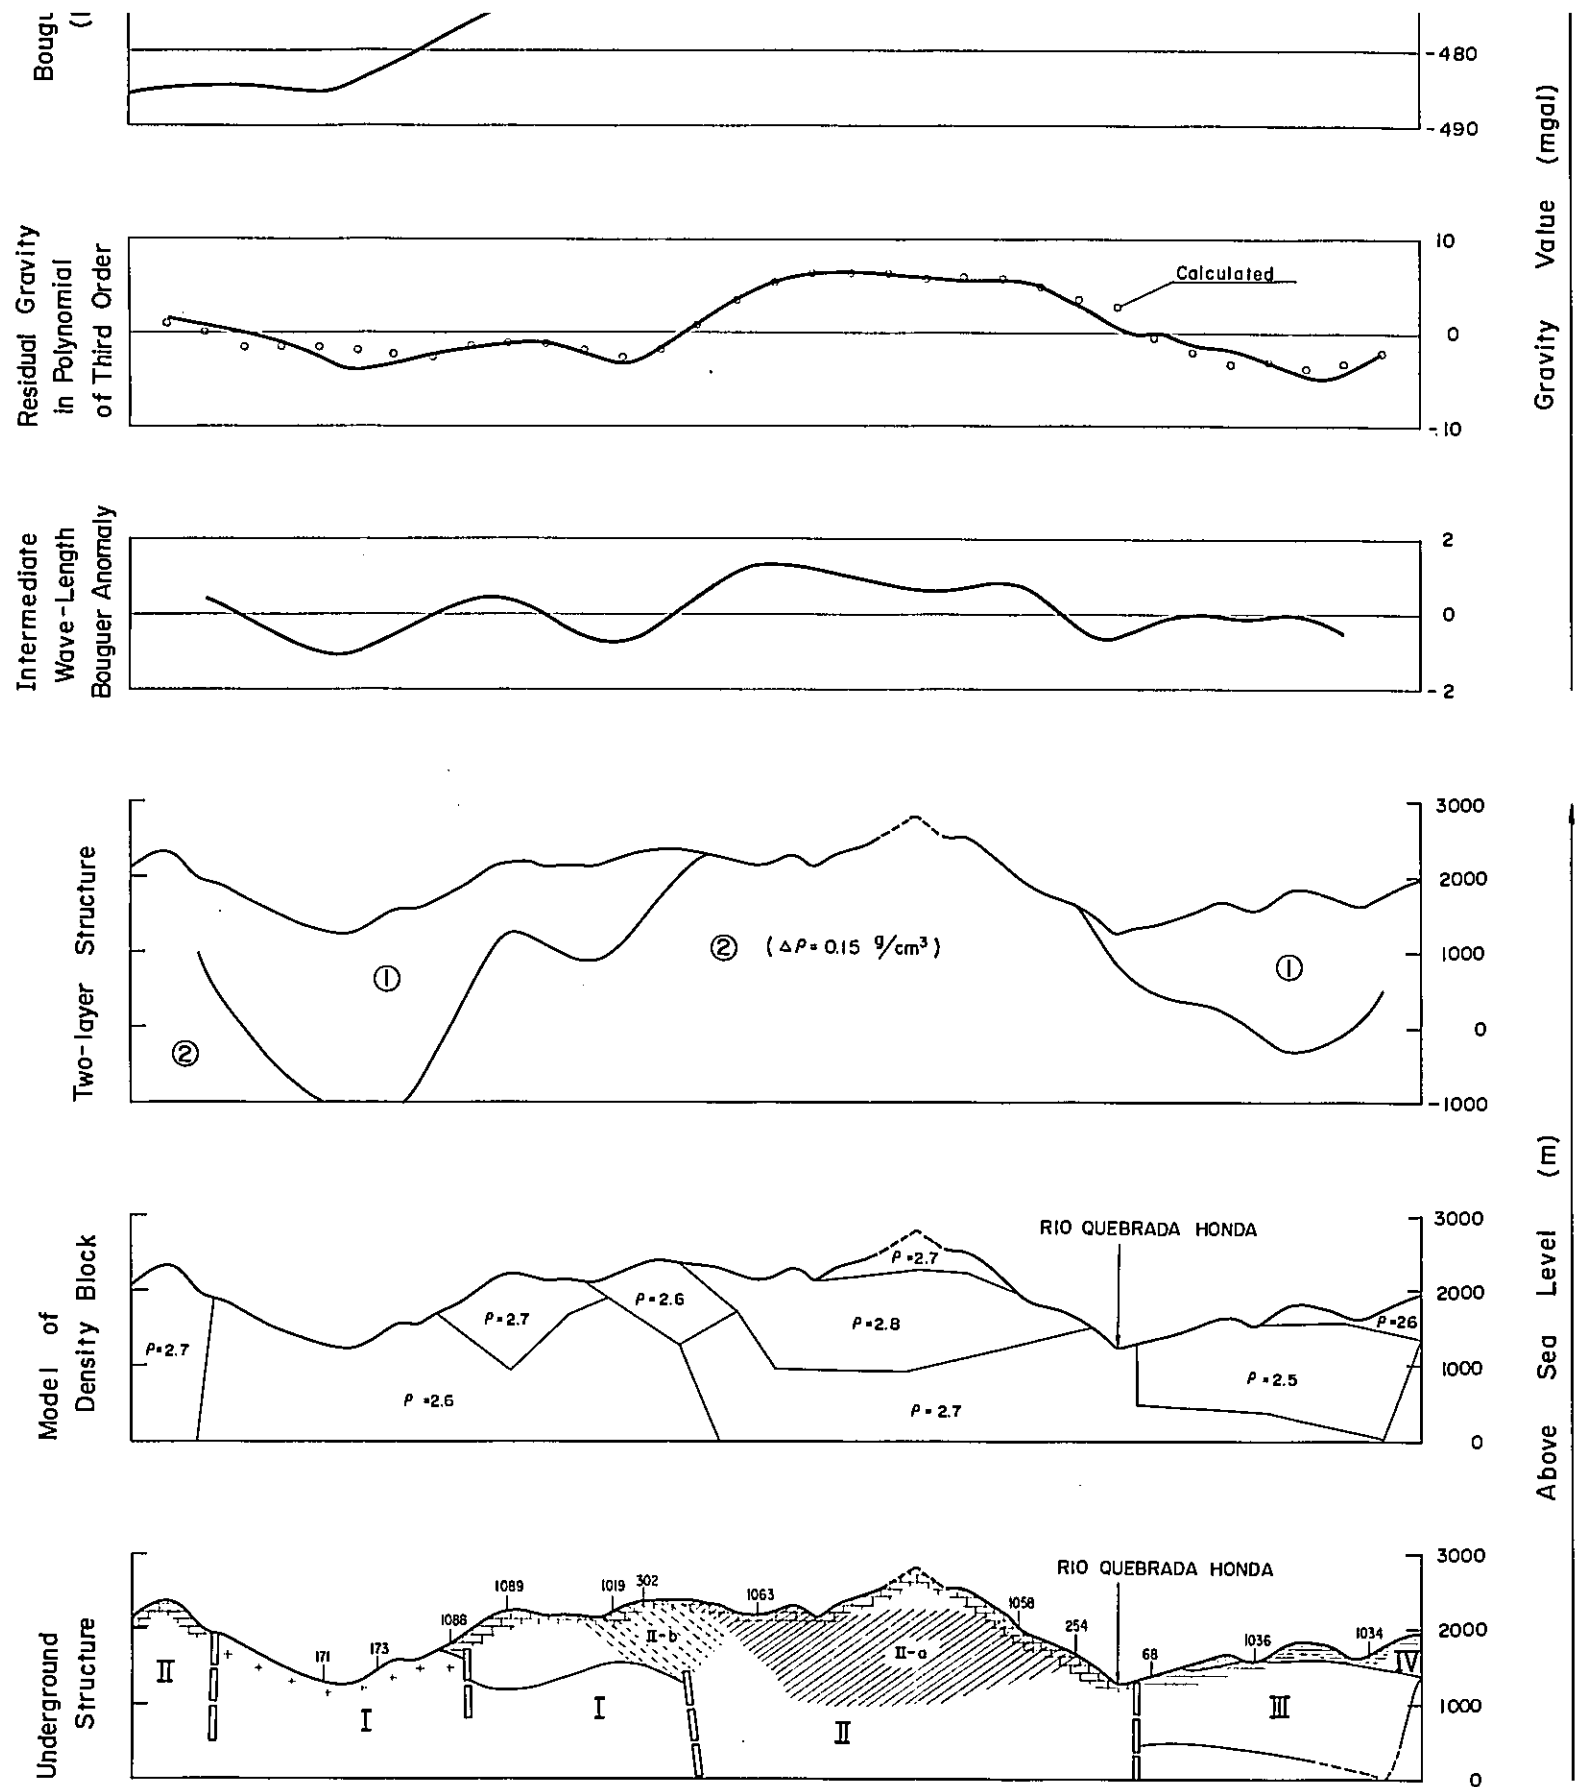 Boug
(
-480
-490
Gravity Value (mgal)
Residual Gravity
in Polynomial
of Third Order
10
0
-10
Calculated
Intermediate
Wave-Length
Bouguer Anomaly
2
0
-2
Two-layer Structure
3000
2000
1000
0
-1000
①
②
② (Δρ=0.15 g/cm³)
①
Above Sea Level (m)
Model of
Density Block
RIO QUEBRADA HONDA
3000
2000
1000
0
ρ=2.7
ρ=2.7
ρ=2.6
ρ=2.7
ρ=2.8
ρ=26
ρ=2.6
ρ=2.7
ρ=2.5
Underground
Structure
RIO QUEBRADA HONDA
3000
2000
1000
0
1089
1019
302
1063
1058
1088
254
171
173
68
1036
1034
II
II-b
II-a
IV
I
I
II
III